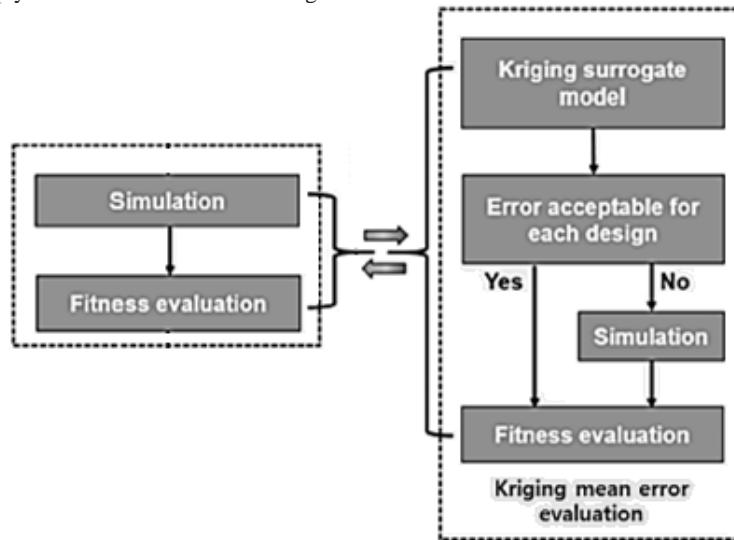 Kriging surrogate
model
Simulation
Error acceptable for
each design
Fitness evaluation
Yes
No
Simulation
Fitness evaluation
Kriging mean error
evaluation